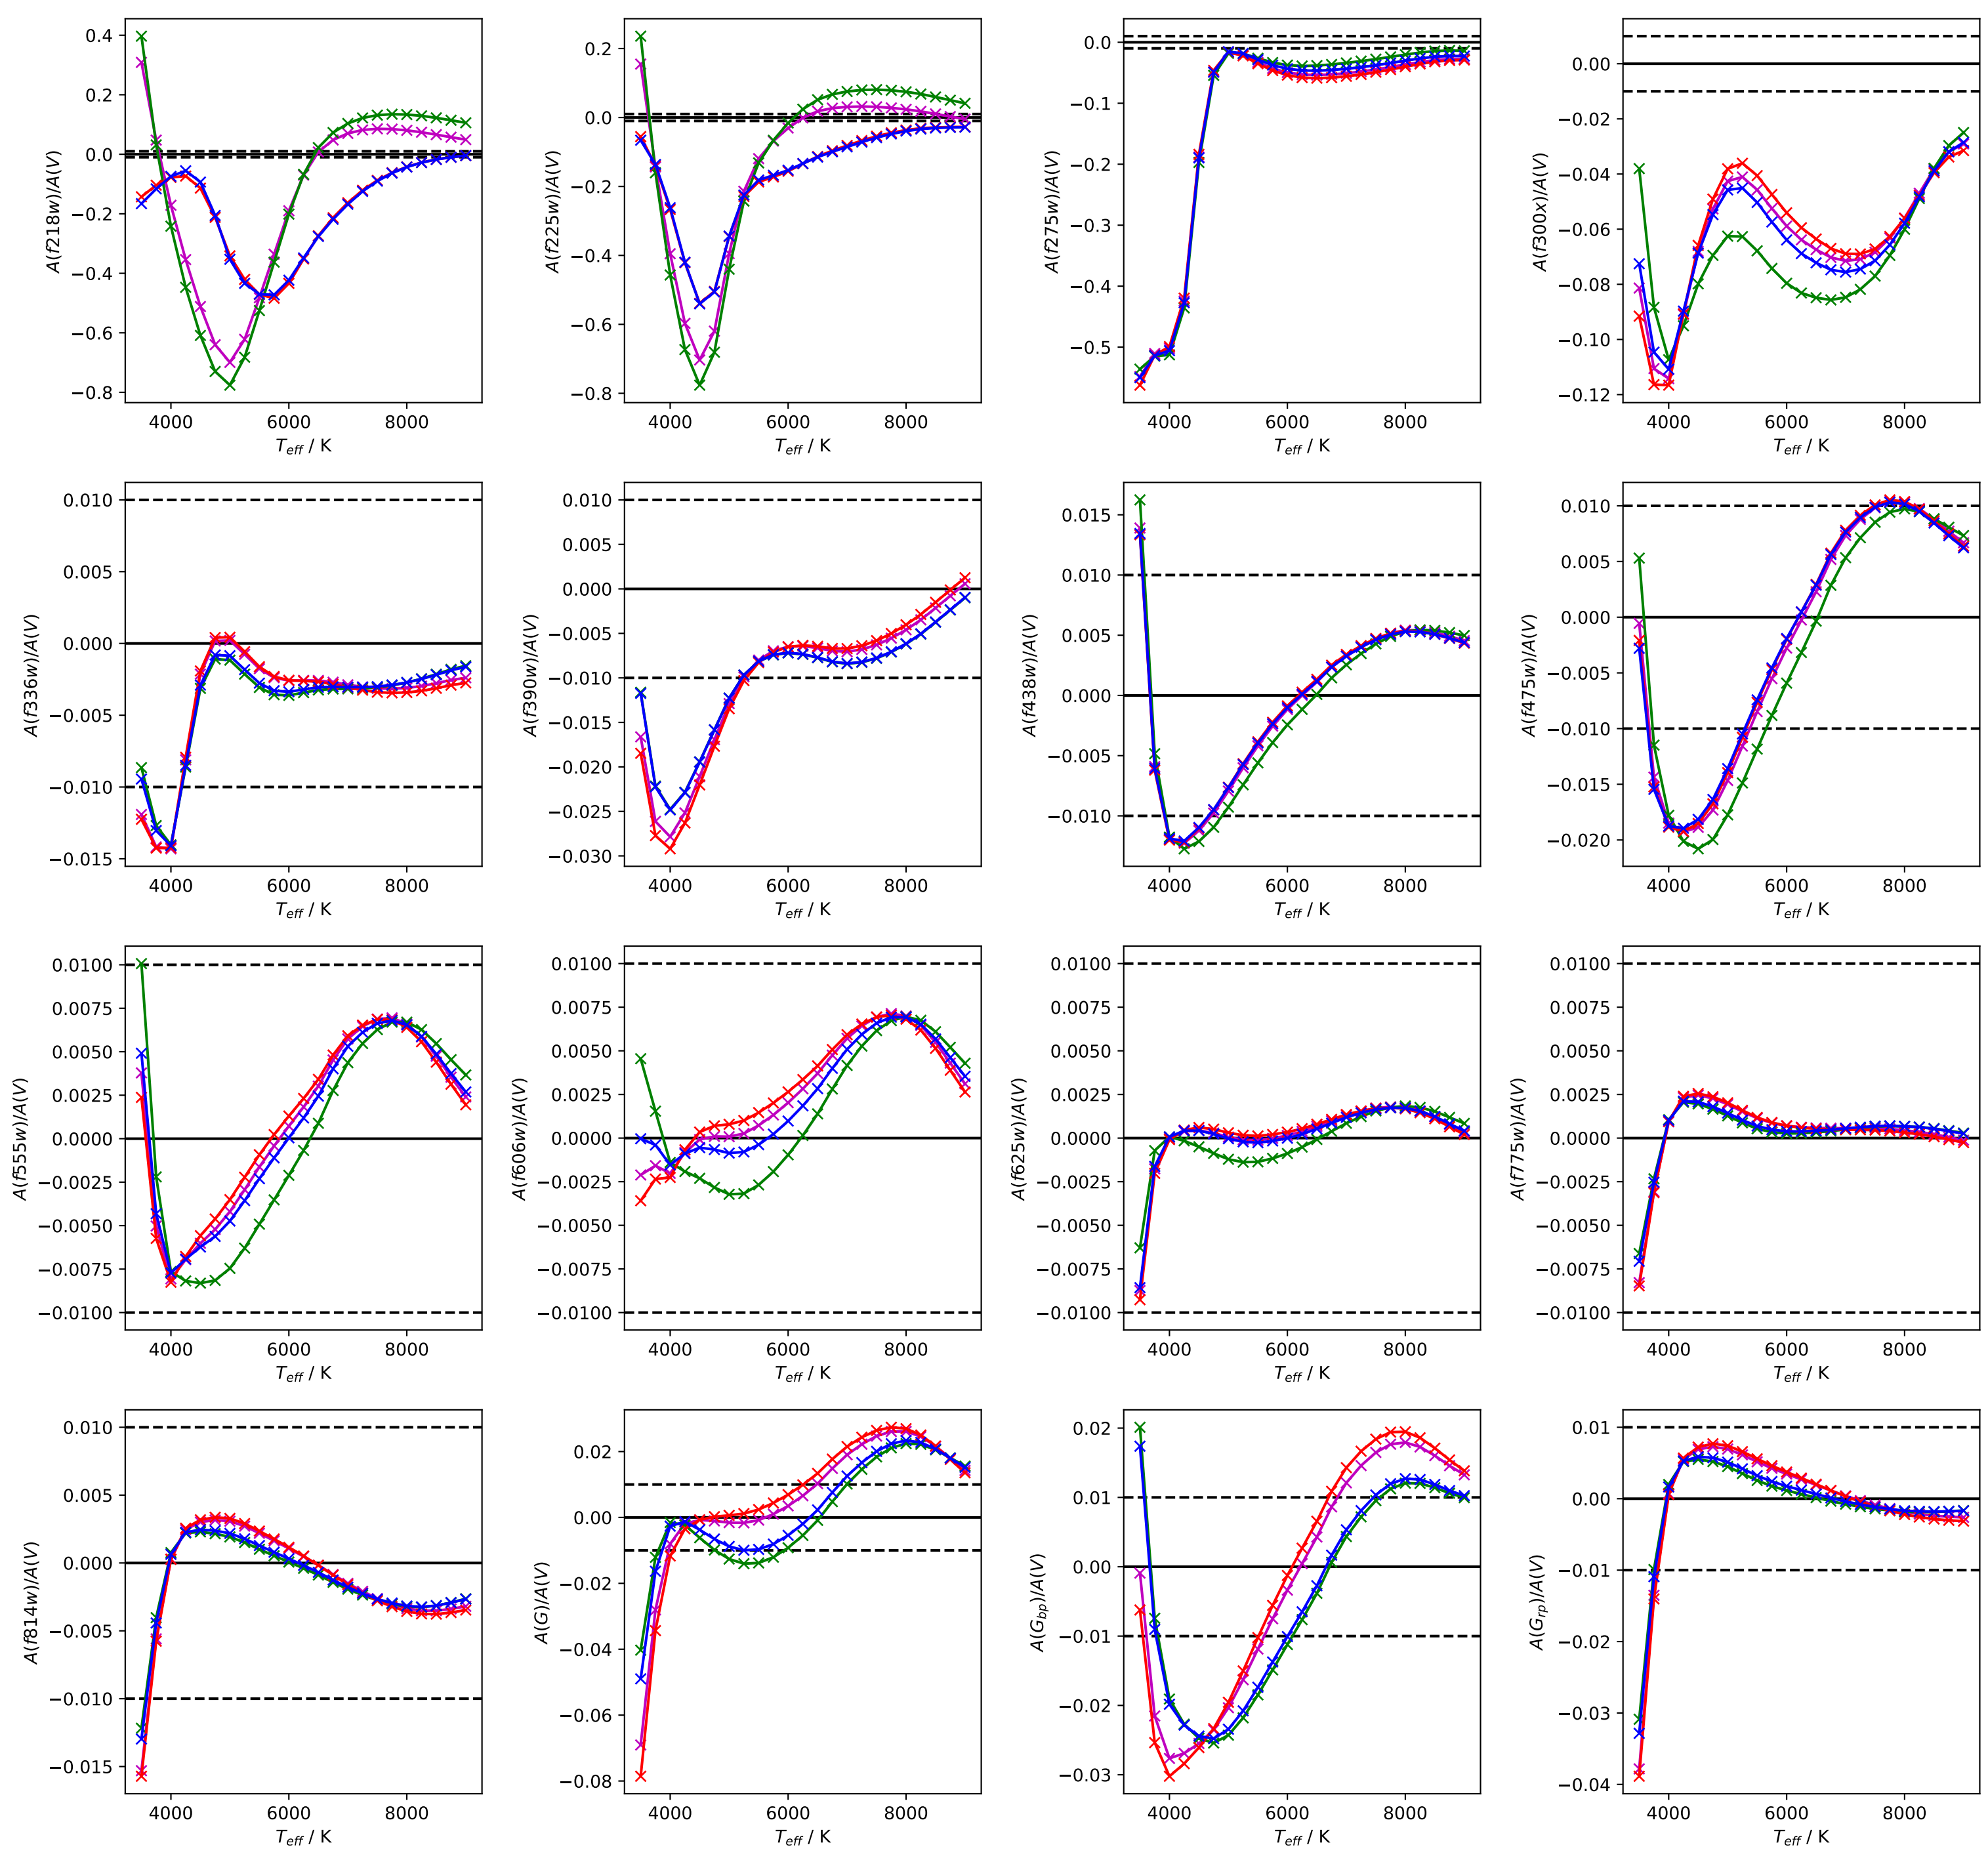 A(f218w)/A(V)
0.4
0.2
0.0
−0.2
−0.4
−0.6
−0.8
4000 6000 8000
T_eff / K
A(f225w)/A(V)
0.2
0.0
−0.2
−0.4
−0.6
−0.8
4000 6000 8000
T_eff / K
A(f275w)/A(V)
0.0
−0.1
−0.2
−0.3
−0.4
−0.5
4000 6000 8000
T_eff / K
A(f300x)/A(V)
0.00
−0.02
−0.04
−0.06
−0.08
−0.10
−0.12
4000 6000 8000
T_eff / K
A(f336w)/A(V)
0.010
0.005
0.000
−0.005
−0.010
−0.015
4000 6000 8000
T_eff / K
A(f390w)/A(V)
0.010
0.005
0.000
−0.005
−0.010
−0.015
−0.020
−0.025
−0.030
4000 6000 8000
T_eff / K
A(f438w)/A(V)
0.015
0.010
0.005
0.000
−0.005
−0.010
4000 6000 8000
T_eff / K
A(f475w)/A(V)
0.010
0.005
0.000
−0.005
−0.010
−0.015
−0.020
4000 6000 8000
T_eff / K
A(f555w)/A(V)
0.0100
0.0075
0.0050
0.0025
0.0000
−0.0025
−0.0050
−0.0075
−0.0100
4000 6000 8000
T_eff / K
A(f606w)/A(V)
0.0100
0.0075
0.0050
0.0025
0.0000
−0.0025
−0.0050
−0.0075
−0.0100
4000 6000 8000
T_eff / K
A(f625w)/A(V)
0.0100
0.0075
0.0050
0.0025
0.0000
−0.0025
−0.0050
−0.0075
−0.0100
4000 6000 8000
T_eff / K
A(f775w)/A(V)
0.0100
0.0075
0.0050
0.0025
0.0000
−0.0025
−0.0050
−0.0075
−0.0100
4000 6000 8000
T_eff / K
A(f814w)/A(V)
0.010
0.005
0.000
−0.005
−0.010
−0.015
4000 6000 8000
T_eff / K
A(G)/A(V)
0.02
0.00
−0.02
−0.04
−0.06
−0.08
4000 6000 8000
T_eff / K
A(G_bp)/A(V)
0.02
0.01
0.00
−0.01
−0.02
−0.03
4000 6000 8000
T_eff / K
A(G_rp)/A(V)
0.01
0.00
−0.01
−0.02
−0.03
−0.04
4000 6000 8000
T_eff / K